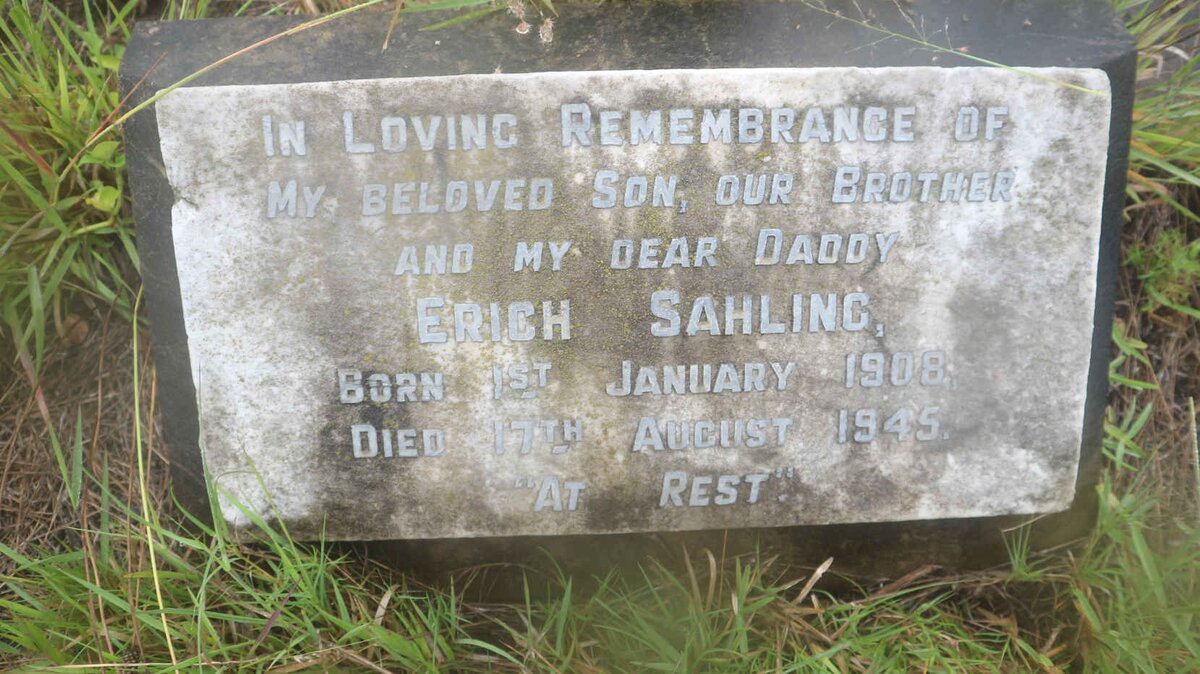 In Loving Remembrance of
My beloved Son, our Brother
and my dear Daddy
Erich Sahling,
Born 1st January 1908,
Died 17th August 1945.
"At Rest".